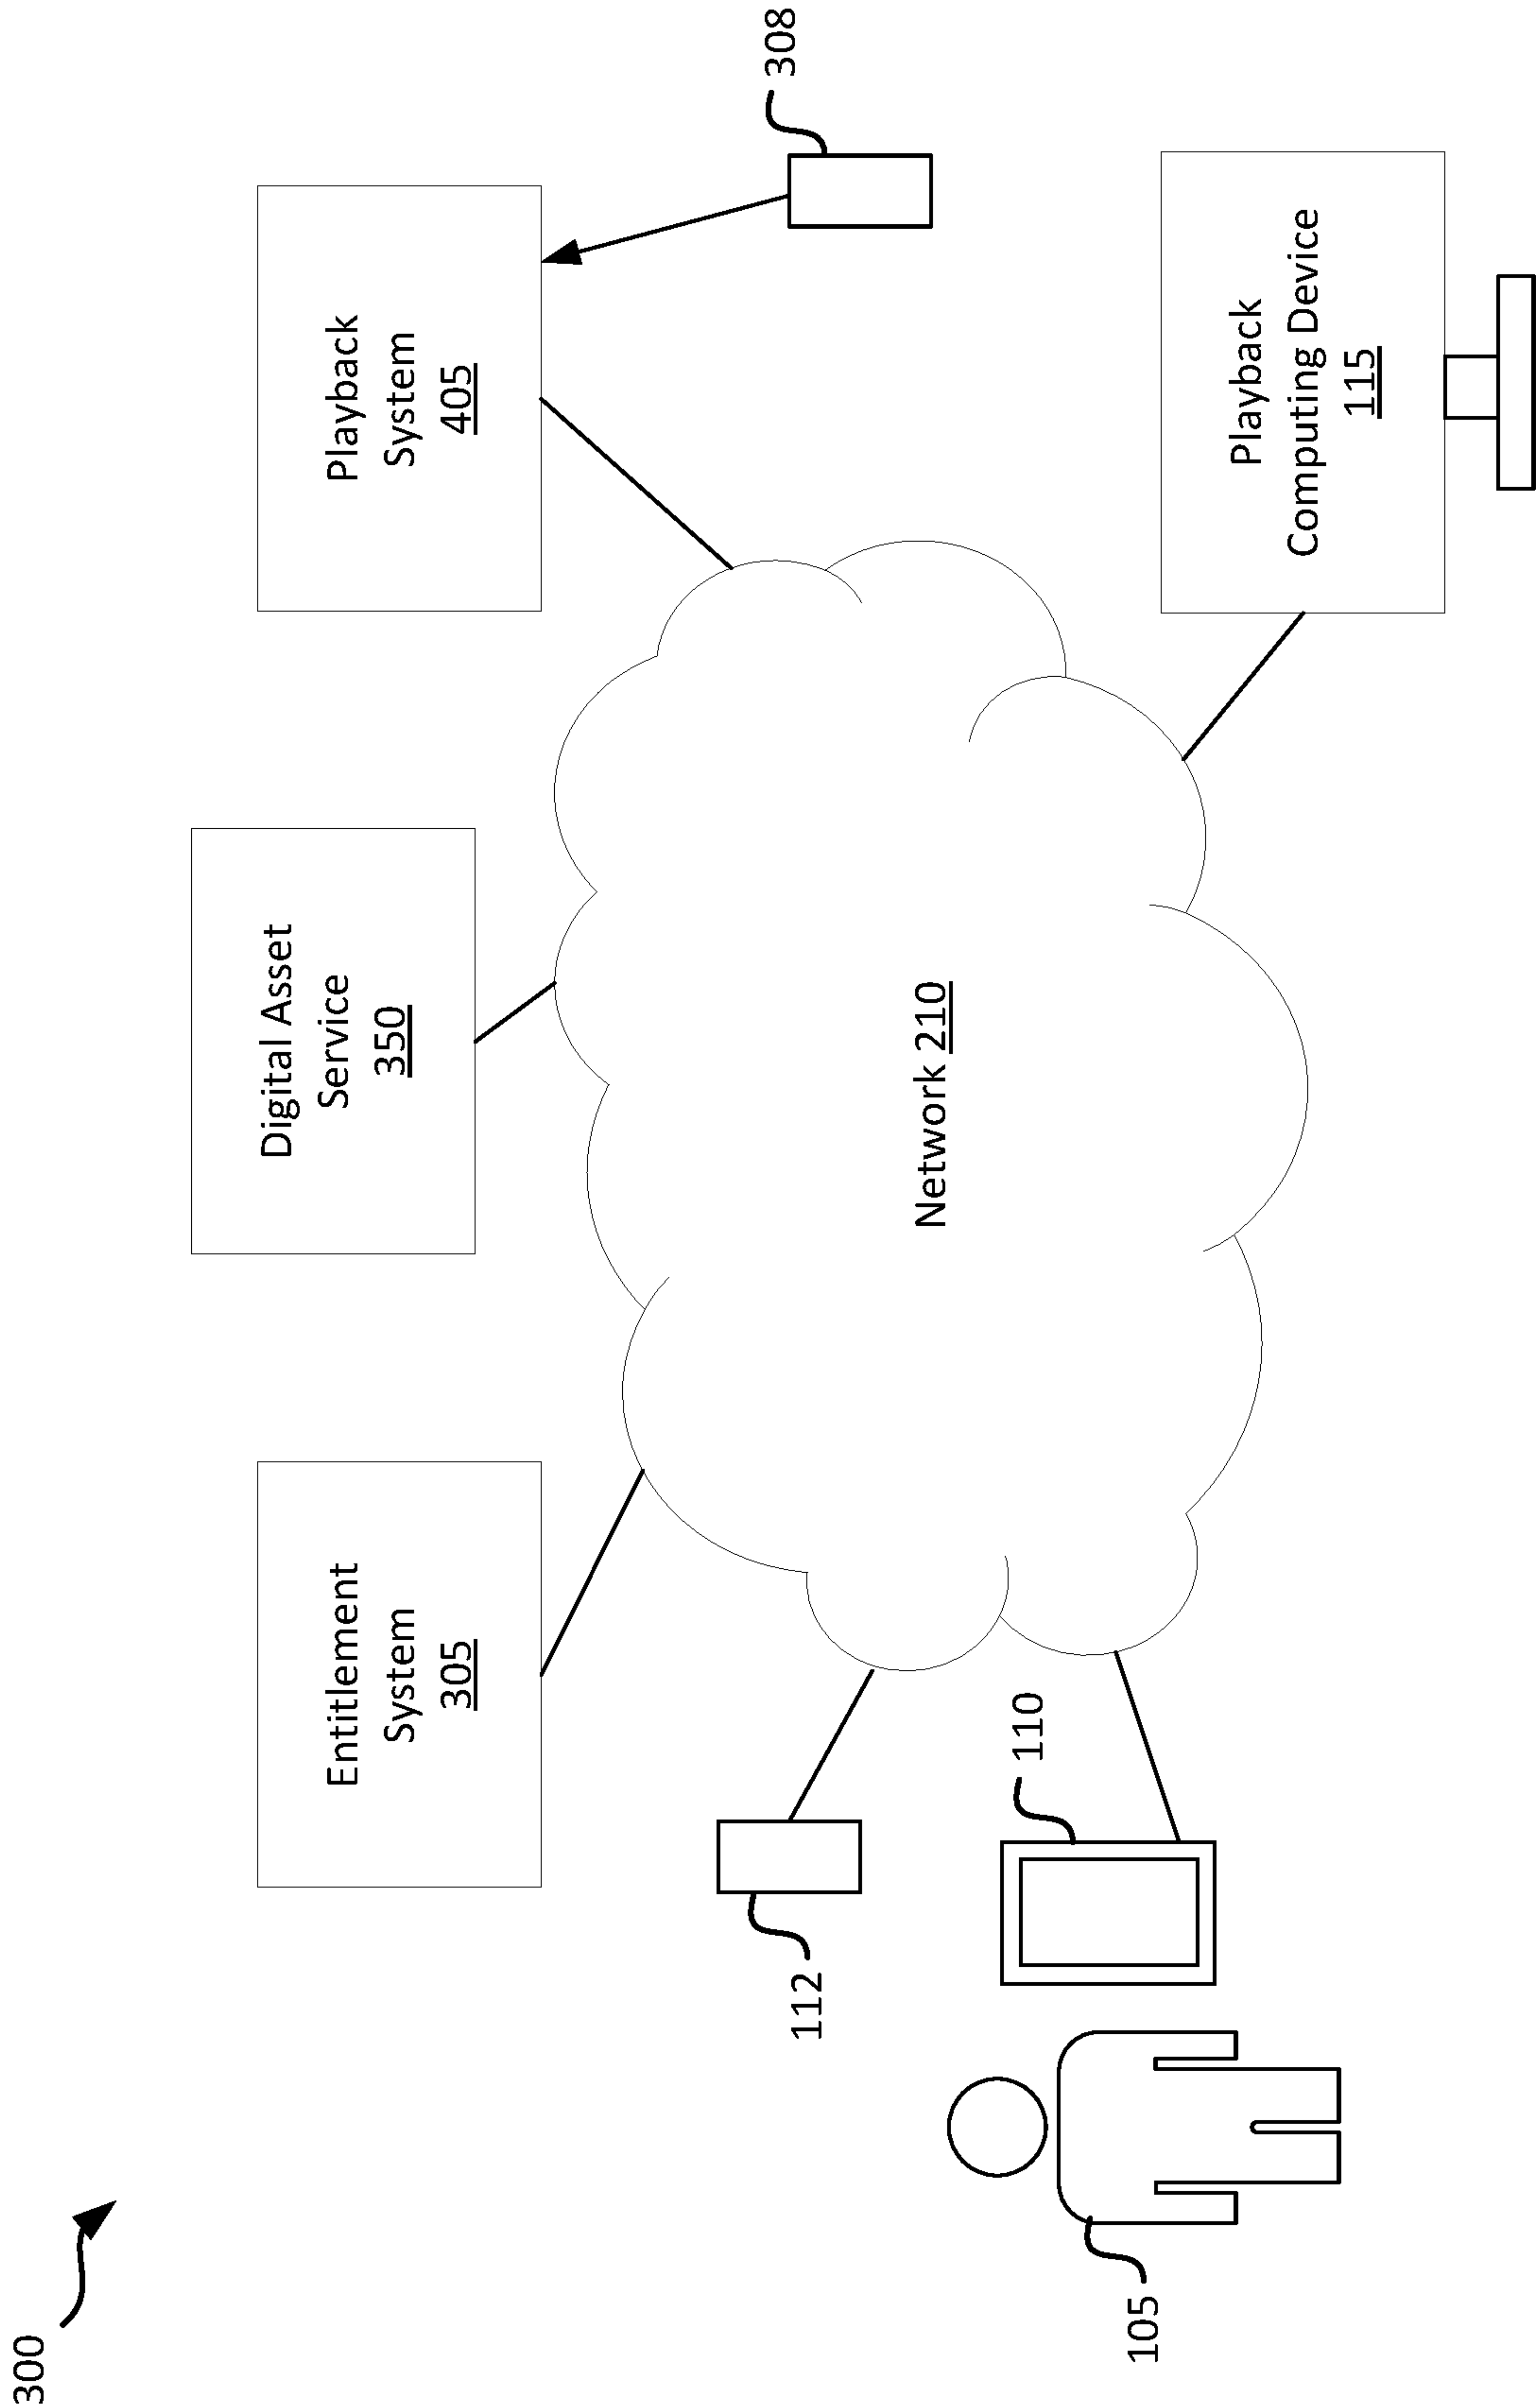 300
Entitlement
System
305
Digital Asset
Service
350
Playback
System
405
308
112
Network 210
110
105
Playback
Computing Device
115